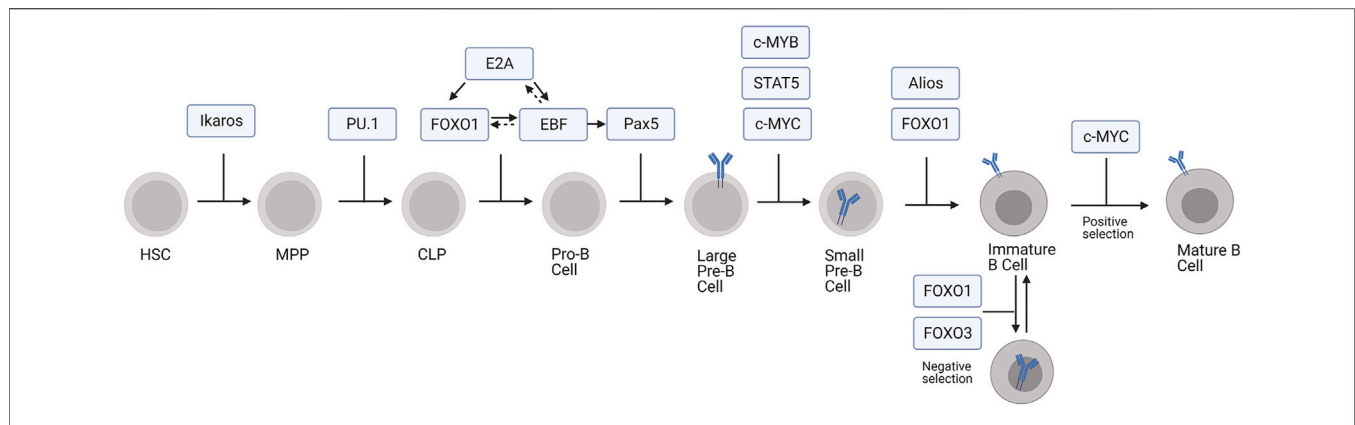 c-MYB
E2A
STAT5
Alios
Ikaros
PU.1
FOXO1
EBF
Pax5
c-MYC
FOXO1
c-MYC
Positive
selection
HSC
MPP
CLP
Pro-B
Cell
Large
Pre-B
Cell
Small
Pre-B
Cell
Immature
B Cell
Mature B
Cell
FOXO1
FOXO3
Negative
selection